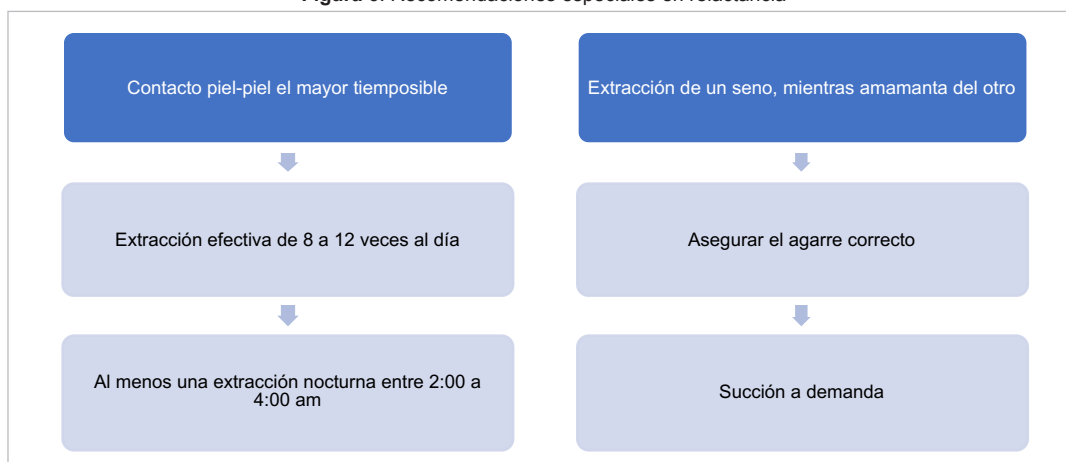 Contacto piel-piel el mayor tiemposible
Extracción efectiva de 8 a 12 veces al día
Al menos una extracción nocturna entre 2:00 a
4:00 am
Extracción de un seno, mientras amamanta del otro
Asegurar el agarre correcto
Succión a demanda